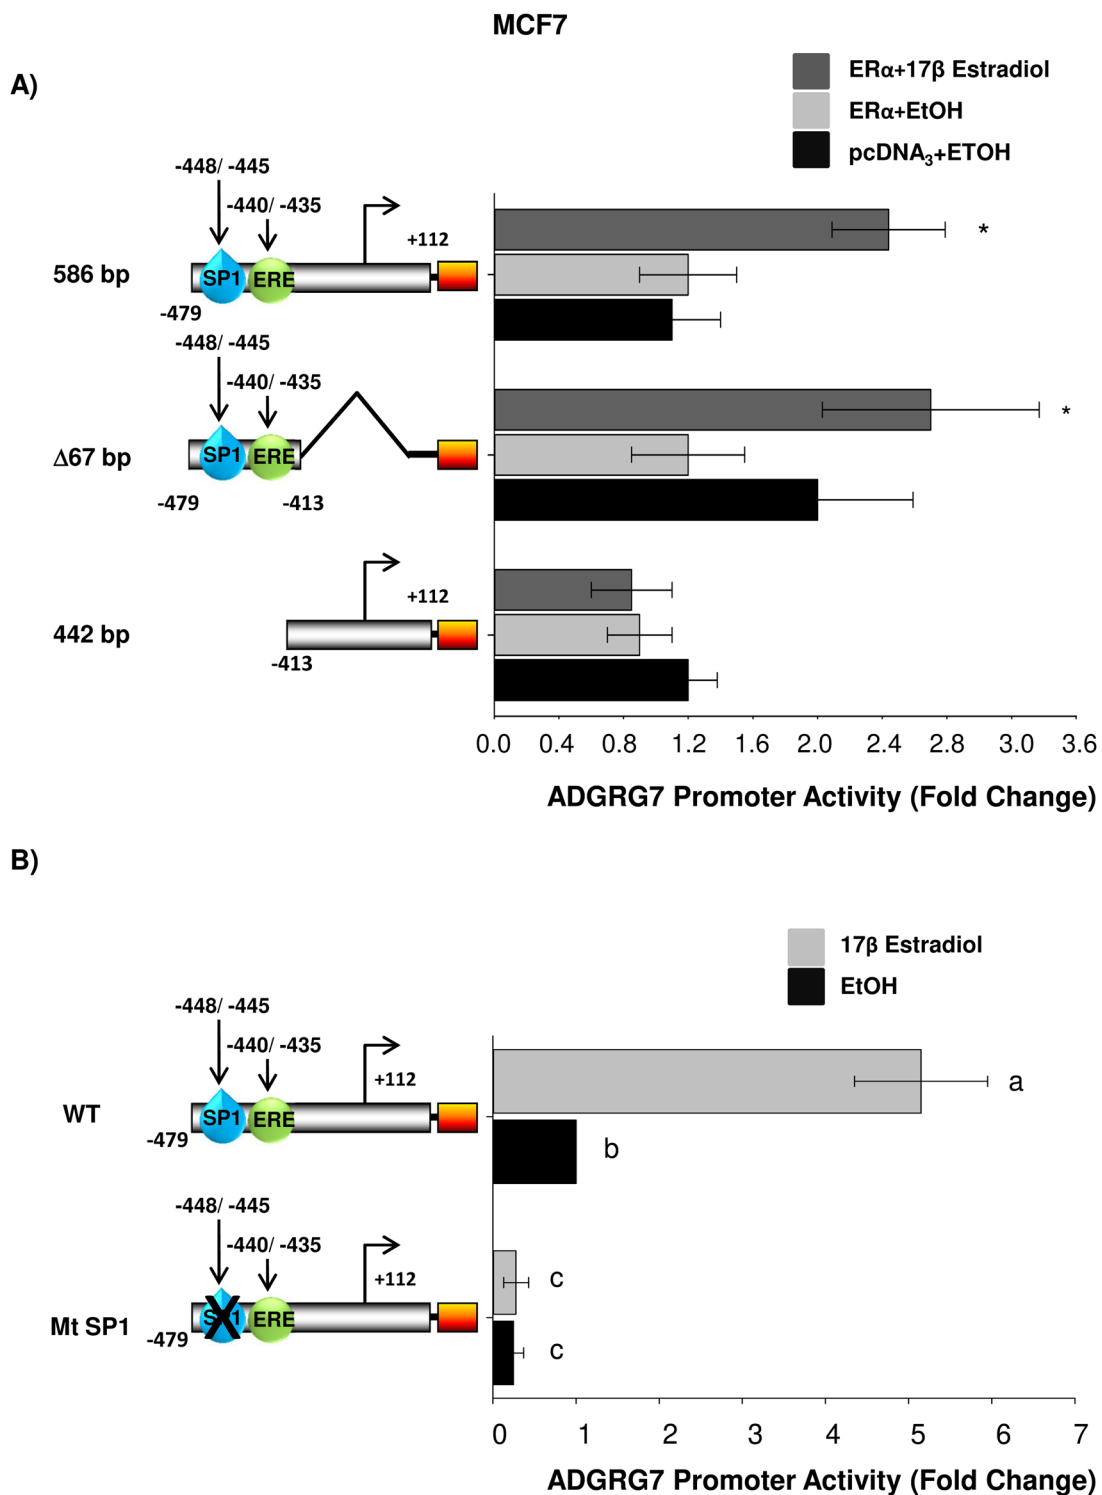 MCF7
A)
ERα+17β Estradiol
ERα+EtOH
pcDNA3+ETOH
-448/ -445
-440/ -435
+112
586 bp
SP1
ERE
-479
*
-448/ -445
-440/ -435
Δ67 bp
SP1
ERE
-479
-413
*
+112
442 bp
-413
0.0 0.4 0.8 1.2 1.6 2.0 2.4 2.8 3.0 3.6
ADGRG7 Promoter Activity (Fold Change)
B)
17β Estradiol
EtOH
-448/ -445
-440/ -435
+112
WT
SP1
ERE
-479
a
b
-448/ -445
-440/ -435
+112
Mt SP1
SP1
ERE
-479
c
c
0 1 2 3 4 5 6 7
ADGRG7 Promoter Activity (Fold Change)